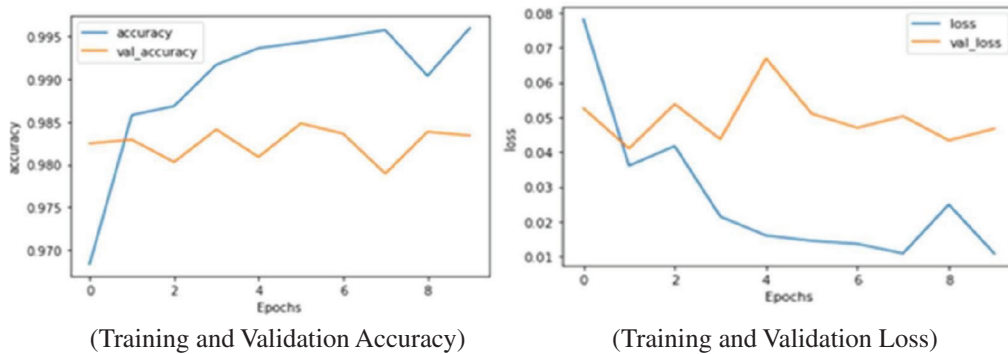 accuracy
val_accuracy
0.995
0.990
0.985
0.980
0.975
0.970
accuracy
0 2 4 6 8
Epochs
(Training and Validation Accuracy)
loss
val_loss
0.08
0.07
0.06
0.05
0.04
0.03
0.02
0.01
loss
0 2 4 6 8
Epochs
(Training and Validation Loss)